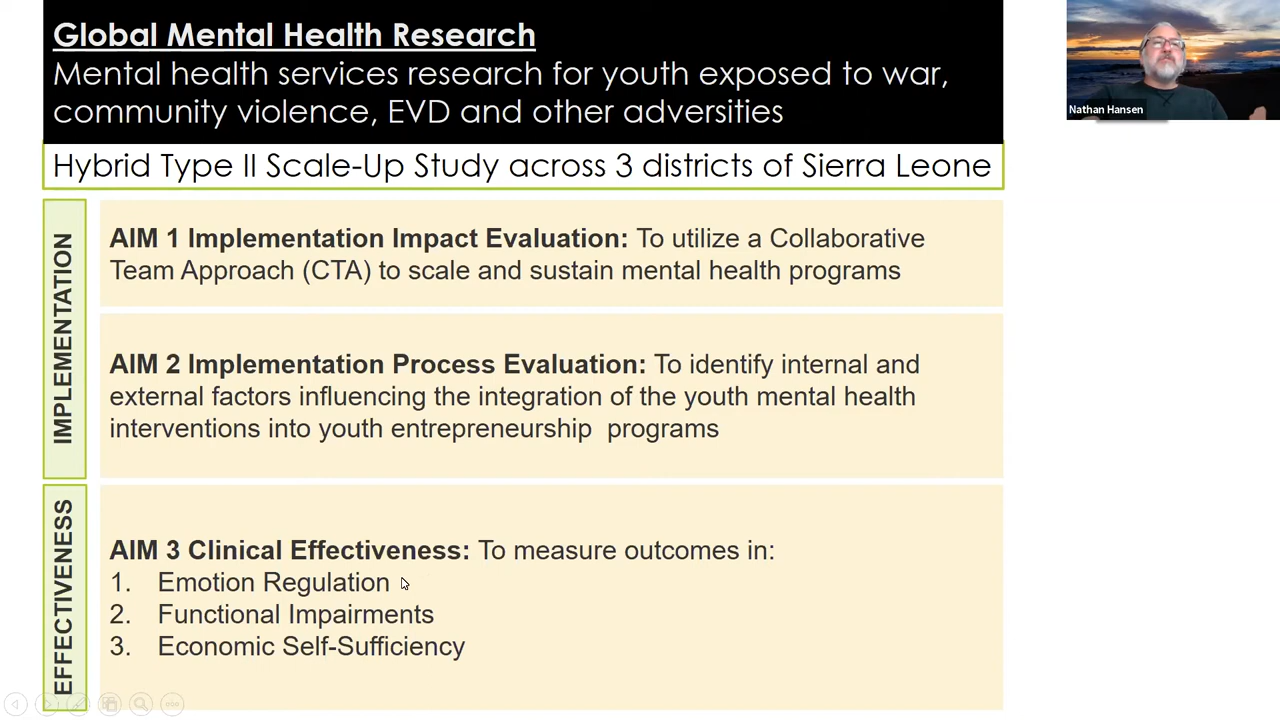 Global Mental Health Research
Mental health services research for youth exposed to war,
community violence, EVD and other adversities
Nathan Hansen
Hybrid Type II Scale-Up Study across 3 districts of Sierra Leone
IMPLEMENTATION
AIM 1 Implementation Impact Evaluation: To utilize a Collaborative
Team Approach (CTA) to scale and sustain mental health programs
AIM 2 Implementation Process Evaluation: To identify internal and
external factors influencing the integration of the youth mental health
interventions into youth entrepreneurship  programs
EFFECTIVENESS
AIM 3 Clinical Effectiveness: To measure outcomes in:
1. Emotion Regulation
2. Functional Impairments
3. Economic Self-Sufficiency